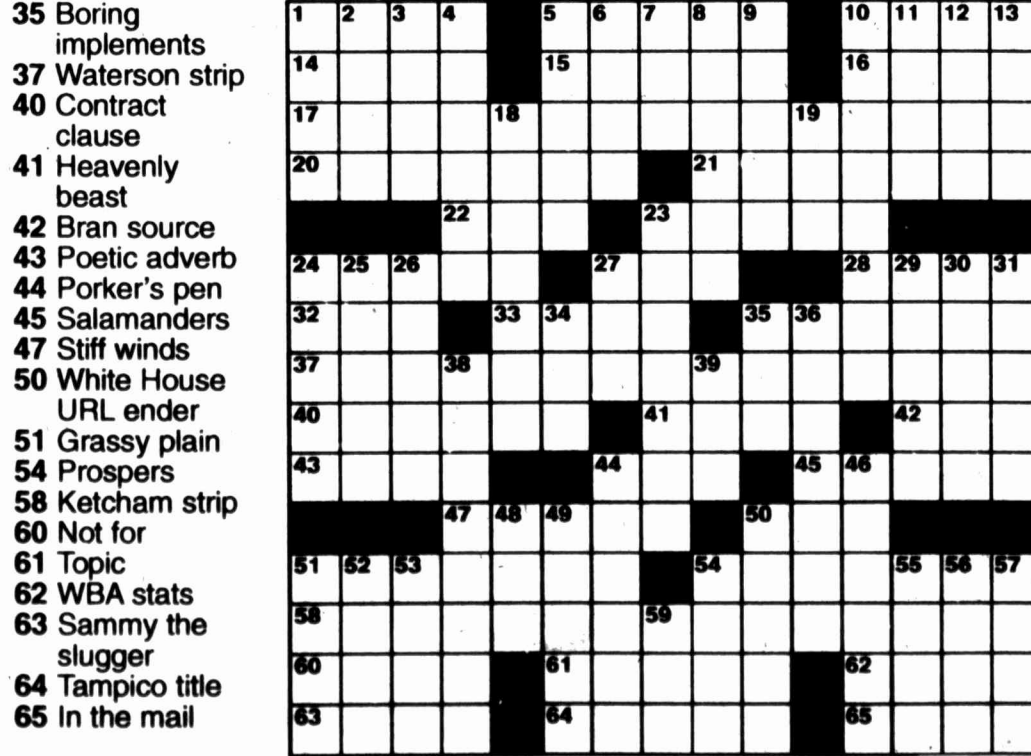 35 Boring
implements
37 Waterson strip
40 Contract
clause
41 Heavenly
beast
42 Bran source
43 Poetic adverb
44 Porker's pen
45 Salamanders
47 Stiff winds
50 White House
URL ender
51 Grassy plain
54 Prospers
58 Ketcham strip
60 Not for
61 Topic
62 WBA stats
63 Sammy the
slugger
64 Tampico title
65 In the mail
1 2 3 4 5 6 7 8 9 10 11 12 13
14 15 16
17 18 19
20 21
22 23
24 25 26 27 28 29 30 31
32 33 34 35 36
37 38 39
40 41 42
43 44 45 46
47 48 49 50
51 52 53 54 55 56 57
58 59
60 61 62
63 64 65